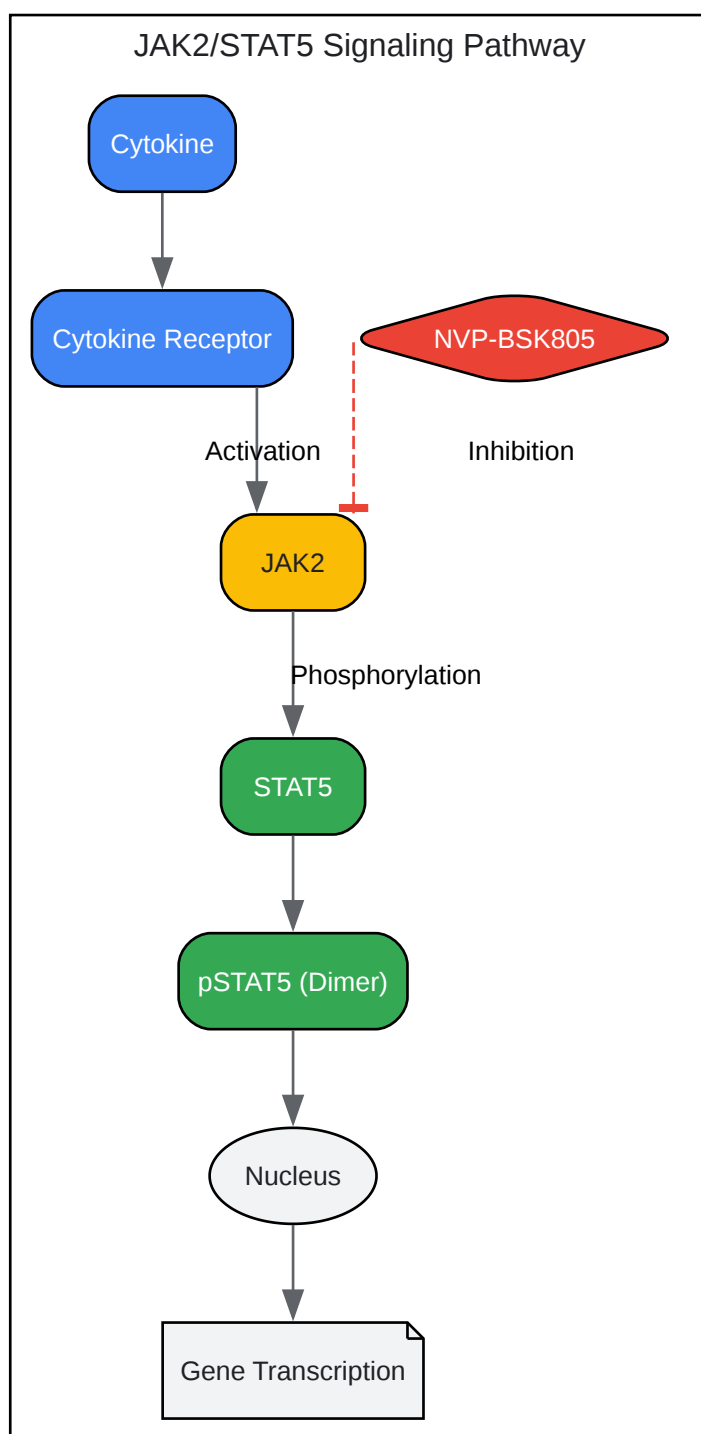 JAK2/STAT5 Signaling Pathway
Cytokine
Cytokine Receptor
NVP-BSK805
Activation
Inhibition
JAK2
Phosphorylation
STAT5
pSTAT5 (Dimer)
Nucleus
Gene Transcription